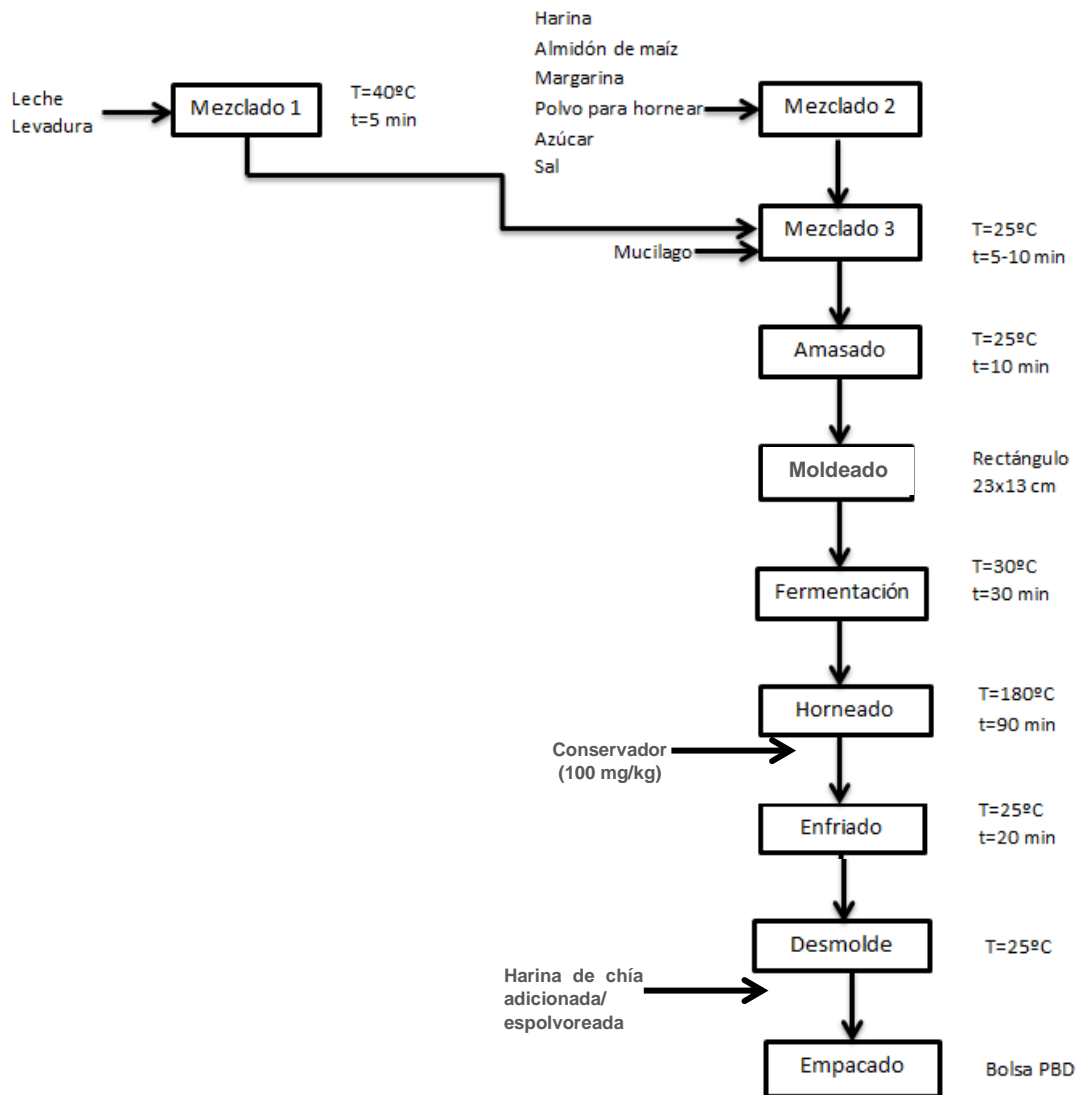 Harina
Almidón de maíz
Margarina
Polvo para hornear
Azúcar
Sal
Leche
Levadura
Mezclado 1
T=40ºC
t=5 min
Mezclado 2
Mucilago
Mezclado 3
T=25ºC
t=5-10 min
Amasado
T=25ºC
t=10 min
Moldeado
Rectángulo
23x13 cm
Fermentación
T=30ºC
t=30 min
Horneado
T=180ºC
t=90 min
Conservador
(100 mg/kg)
Enfriado
T=25ºC
t=20 min
Desmolde
T=25ºC
Harina de chía
adicionada/
espolvoreada
Empacado
Bolsa PBD